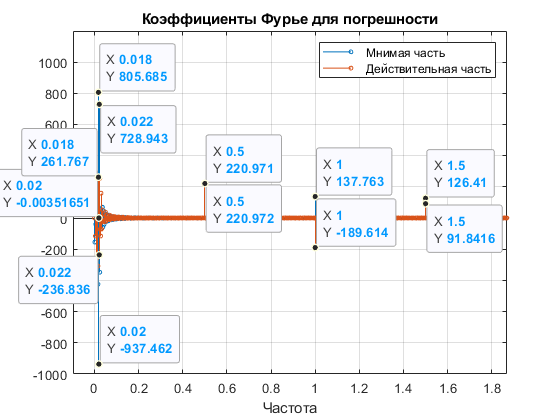 Коэффициенты Фурье для погрешности
Мнимая часть
Действительная часть
X 0.018
Y 805.685
X 0.022
Y 728.943
X 0.018
Y 261.767
X 0.02
Y -0.00351651
X 0.5
Y 220.971
X 0.5
Y 220.972
X 1
Y 137.763
X 1
Y -189.614
X 1.5
Y 126.41
X 1.5
Y 91.8416
X 0.022
Y -236.836
X 0.02
Y -937.462
1000
800
600
0
-200
-600
-800
-1000
0
0.2
0.4
0.6
0.8
1
1.2
1.4
1.6
1.8
Частота